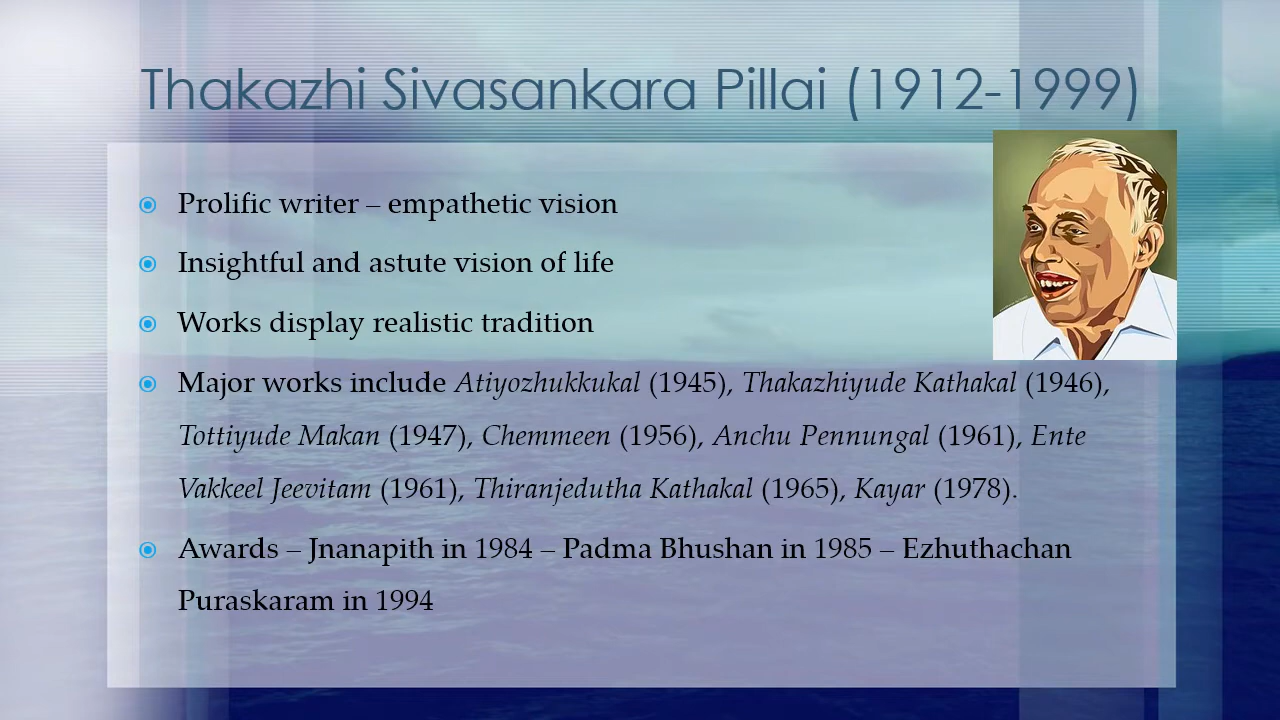 Thakazhi Sivasankara Pillai (1912-1999)
Prolific writer – empathetic vision
Insightful and astute vision of life
Works display realistic tradition
Major works include Atiyozhukkukal (1945), Thakazhiyude Kathakal (1946),
Tottiyude Makan (1947), Chemmeen (1956), Anchu Pennungal (1961), Ente
Vakkeel Jeevitam (1961), Thiranjedutha Kathakal (1965), Kayar (1978).
Awards – Jnanapith in 1984 – Padma Bhushan in 1985 – Ezhuthachan
Puraskaram in 1994